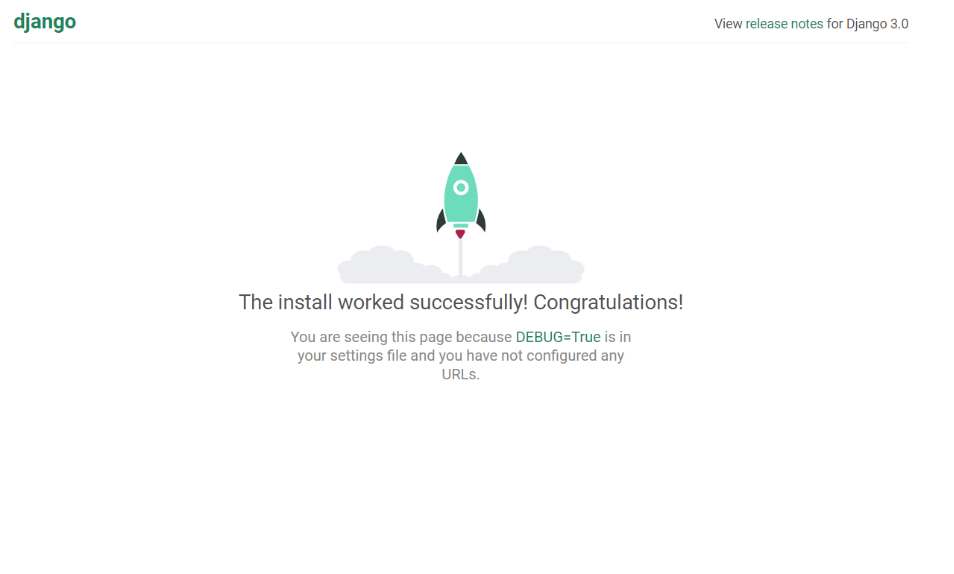 django
View release notes for Django 3.0
The install worked successfully! Congratulations!
You are seeing this page because DEBUG=True is in
your settings file and you have not configured any
URLs.